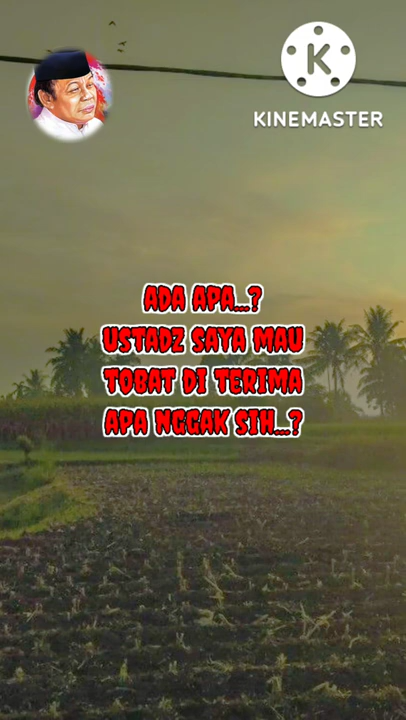 KINEMASTER
ADA APA...?
USTADZ SAYA MAU
TOBAT DI TERIMA
APA NGGAK SIH...?